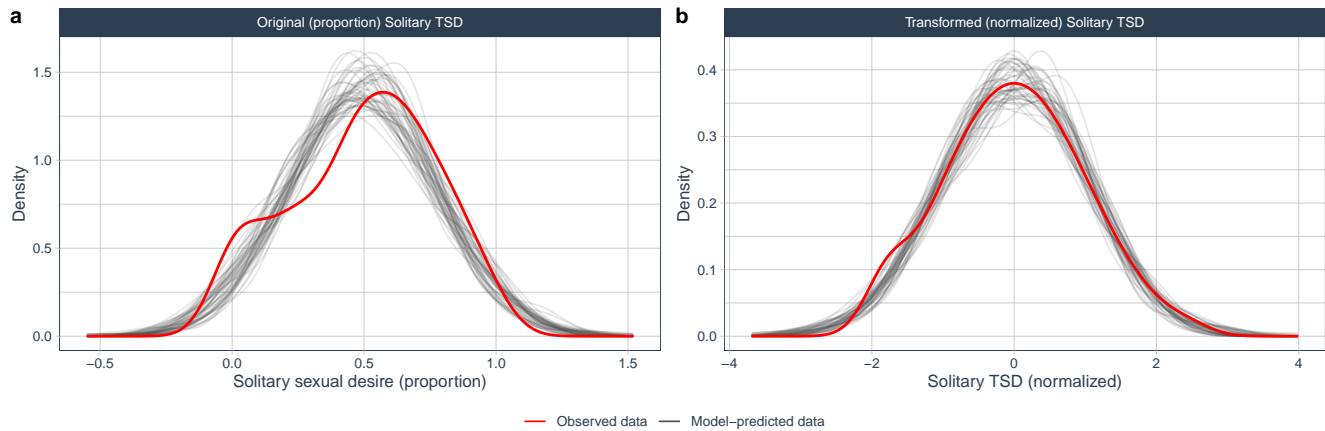 a
Original (proportion) Solitary TSD
1.5
1.0
0.5
0.0
Density
−0.5
0.0
0.5
1.0
1.5
Solitary sexual desire (proportion)
b
Transformed (normalized) Solitary TSD
0.4
0.3
0.2
0.1
0.0
Density
−4
−2
0
2
4
Solitary TSD (normalized)
Observed data
Model−predicted data